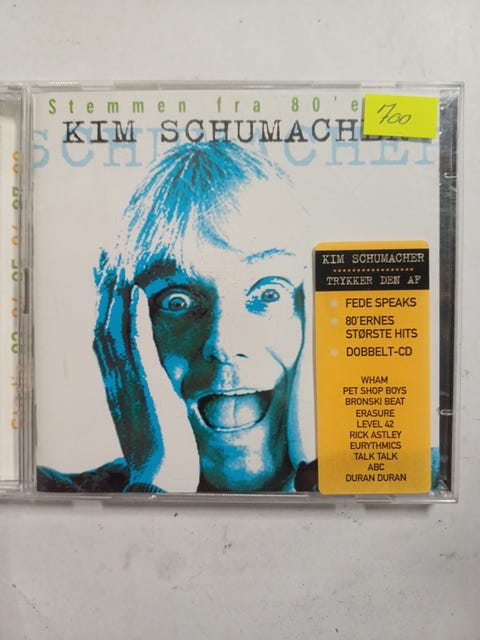 Stemmen fra 80'e
700
KIM SCHUMACHER
SCHUMACHER
KIM SCHUMACHER
TRYKKER DEN AF
FEDE SPEAKS
80'ERNES
STØRSTE HITS
DOBBELT-CD
WHAM
PET SHOP BOYS
BRONSKI BEAT
ERASURE
LEVEL 42
RICK ASTLEY
EURYTHMICS
TALK TALK
ABC
DURAN DURAN